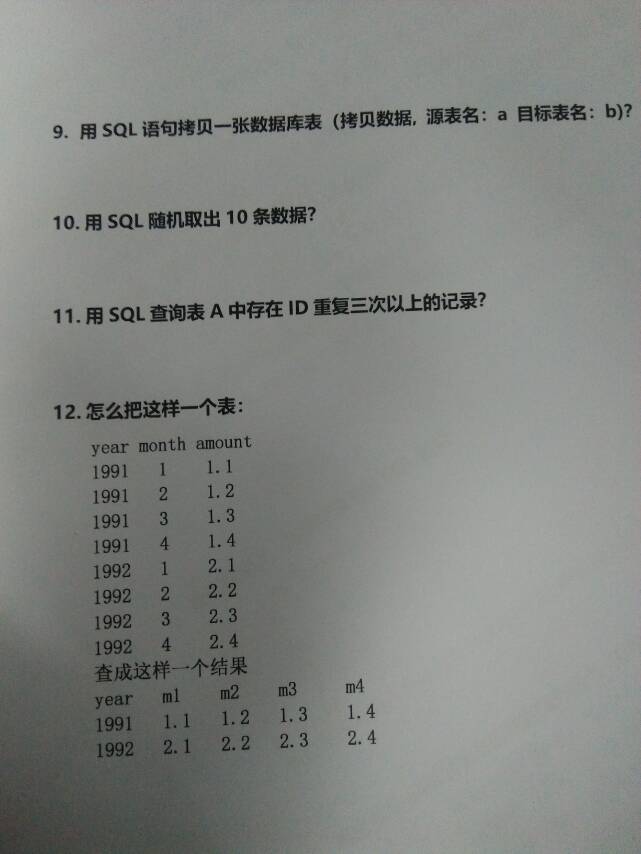 9. 用 SQL 语句拷贝一张数据库表（拷贝数据, 源表名：a 目标表名：b)?
10. 用 SQL 随机取出 10 条数据?
11. 用 SQL 查询表 A 中存在 ID 重复三次以上的记录?
12. 怎么把这样一个表：
year month amount
1991 1 1.1
1991 2 1.2
1991 3 1.3
1991 4 1.4
1992 1 2.1
1992 2 2.2
1992 3 2.3
1992 4 2.4
查成这样一个结果
year m1 m2 m3 m4
1991 1.1 1.2 1.3 1.4
1992 2.1 2.2 2.3 2.4